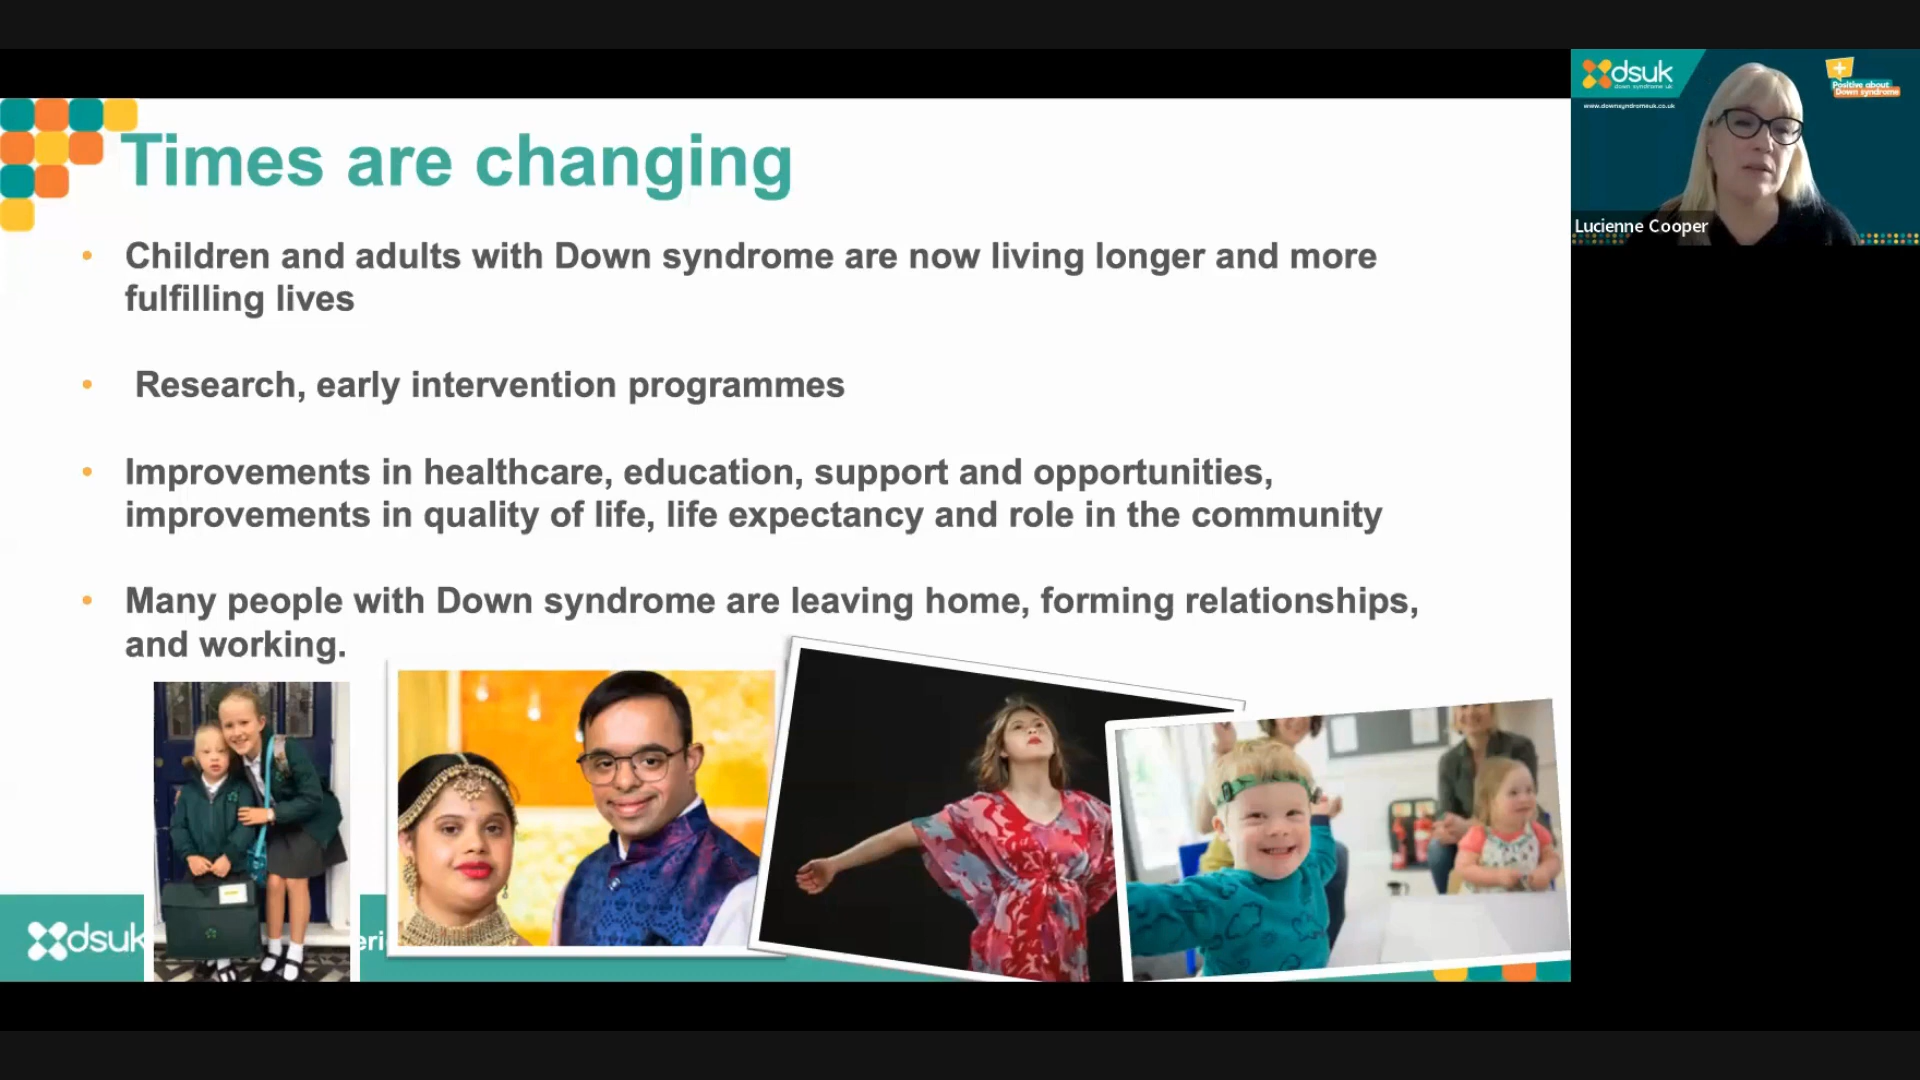 Times are changing
Children and adults with Down syndrome are now living longer and more
fulfilling lives
Research, early intervention programmes
Improvements in healthcare, education, support and opportunities,
improvements in quality of life, life expectancy and role in the community
Many people with Down syndrome are leaving home, forming relationships,
and working.
dsuk
dsuk
down syndrome uk
www.downsyndromeuk.co.uk
Positive about
Down syndrome
Lucienne Cooper